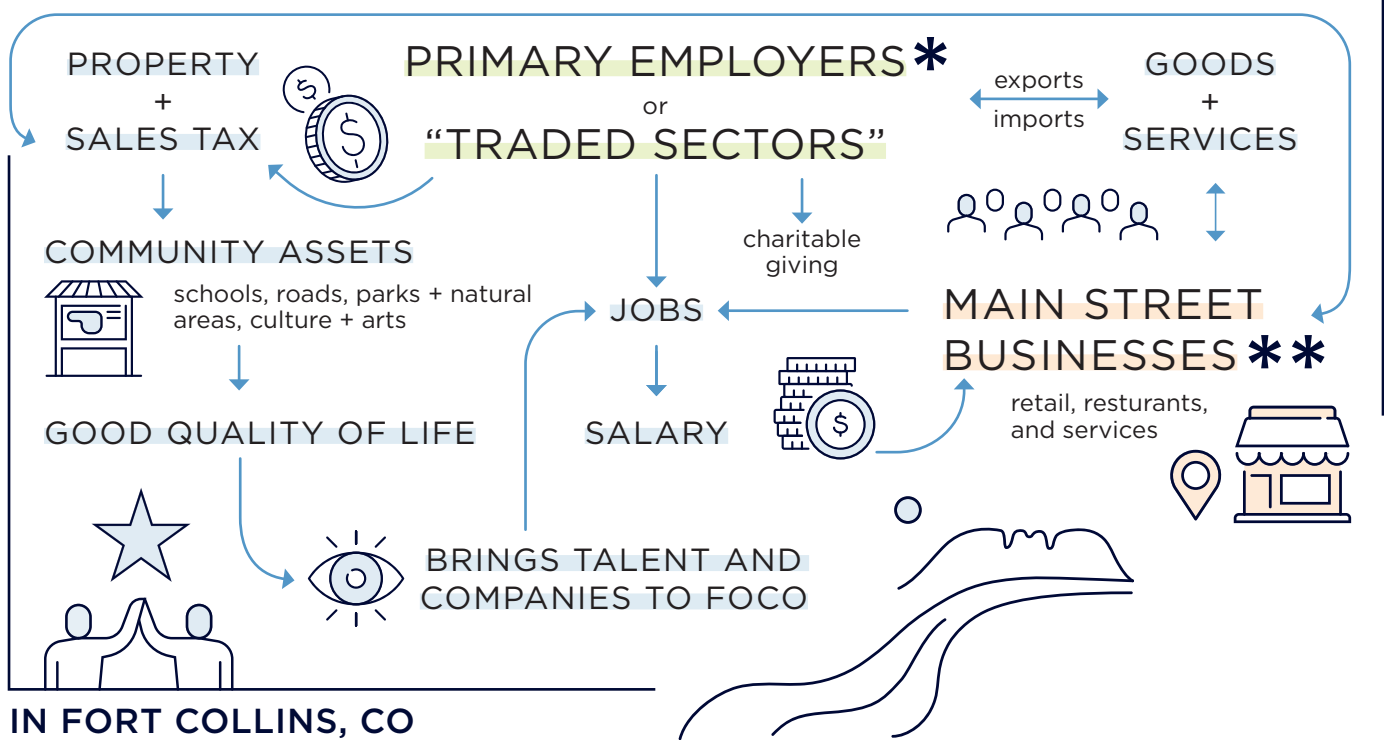 PROPERTY
+
SALES TAX
PRIMARY EMPLOYERS*
or
“TRADED SECTORS”
exports
imports
GOODS
+
SERVICES
COMMUNITY ASSETS
schools, roads, parks + natural
areas, culture + arts
charitable
giving
JOBS
MAIN STREET
BUSINESSES**
retail, resturants,
and services
GOOD QUALITY OF LIFE
SALARY
BRINGS TALENT AND
COMPANIES TO FOCO
IN FORT COLLINS, CO
$
$
$